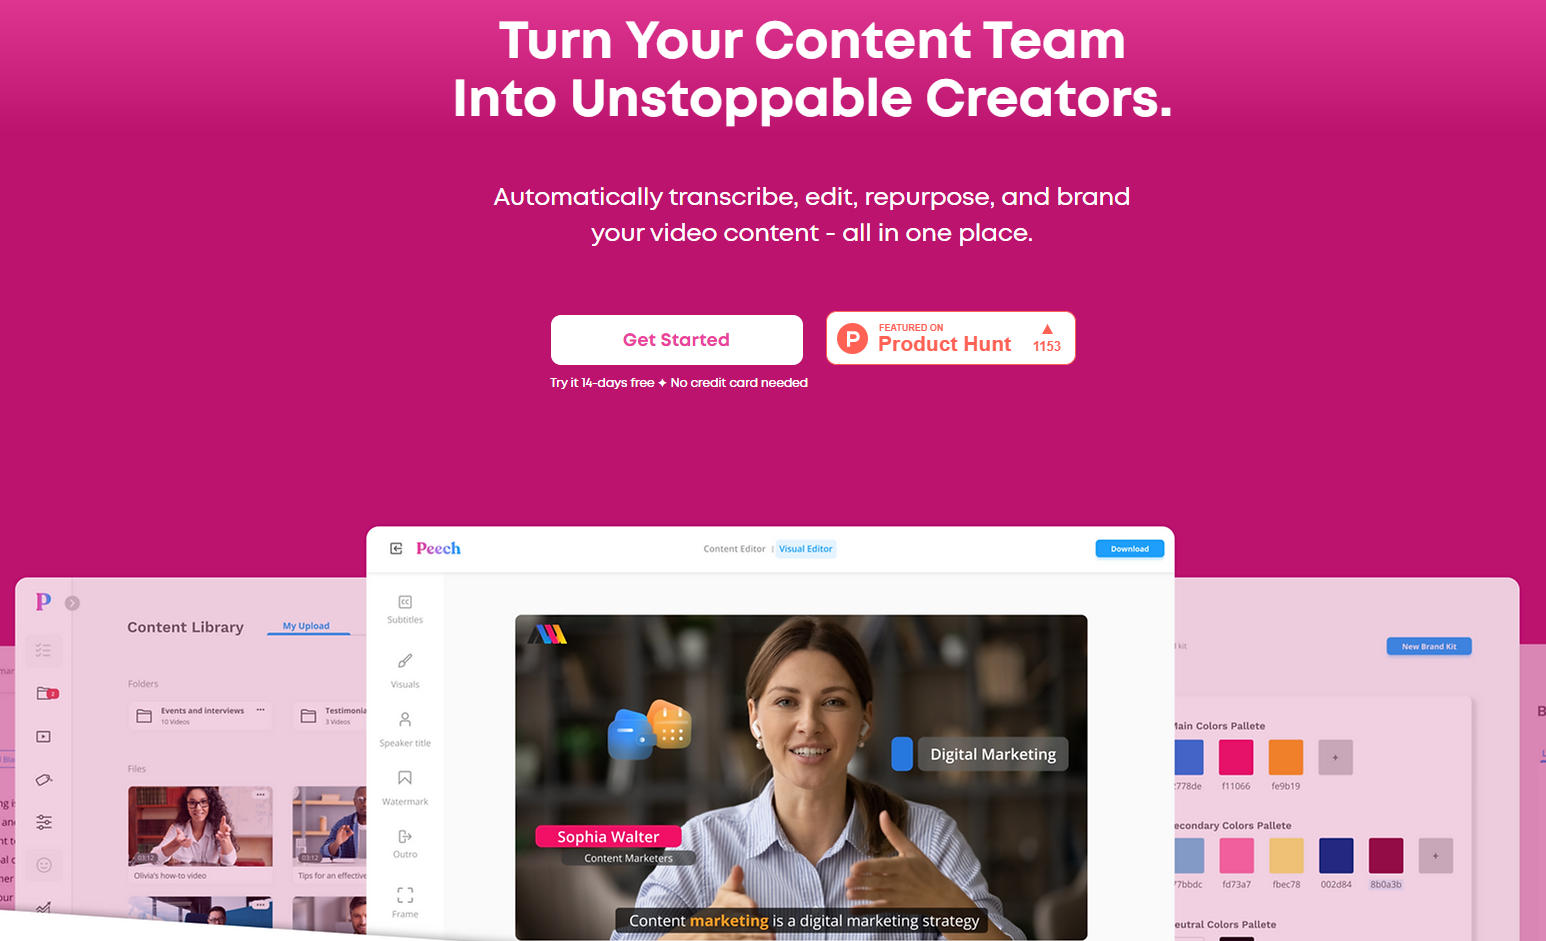 Turn Your Content Team
Into Unstoppable Creators.
Automatically transcribe, edit, repurpose, and brand
your video content - all in one place.
Get Started
Try it 14-days free ✦ No credit card needed
FEATURED ON
Product Hunt
1153
Peech
Content Editor | Visual Editor
Download
Subtitles
Visuals
Speaker title
Watermark
Outro
Frame
Digital Marketing
Sophia Walter
Content Marketers
Content marketing is a digital marketing strategy
P
Content Library
My Upload
2
Folders
Events and interviews
10 Videos
3 Videos
Files
03:12
Olivia's how-to video
03:12
Tips for an effective
kit
New Brand Kit
Main Colors Pallete
f11066
fe9b19
Secondary Colors Pallete
fd73a7
fbec78
002d84
8b0a3b
Neutral Colors Pallete